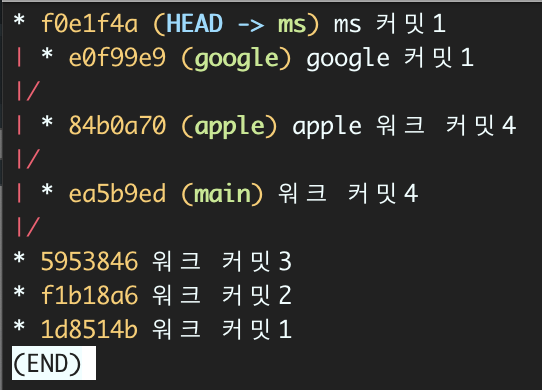 * f0e1f4a (HEAD -> ms) ms 커밋1
| * e0f99e9 (google) google 커밋1
|/
| * 84b0a70 (apple) apple 워크 커밋4
|/
| * ea5b9ed (main) 워크 커밋4
|/
* 5953846 워크 커밋3
* f1b18a6 워크 커밋2
* 1d8514b 워크 커밋1
(END)